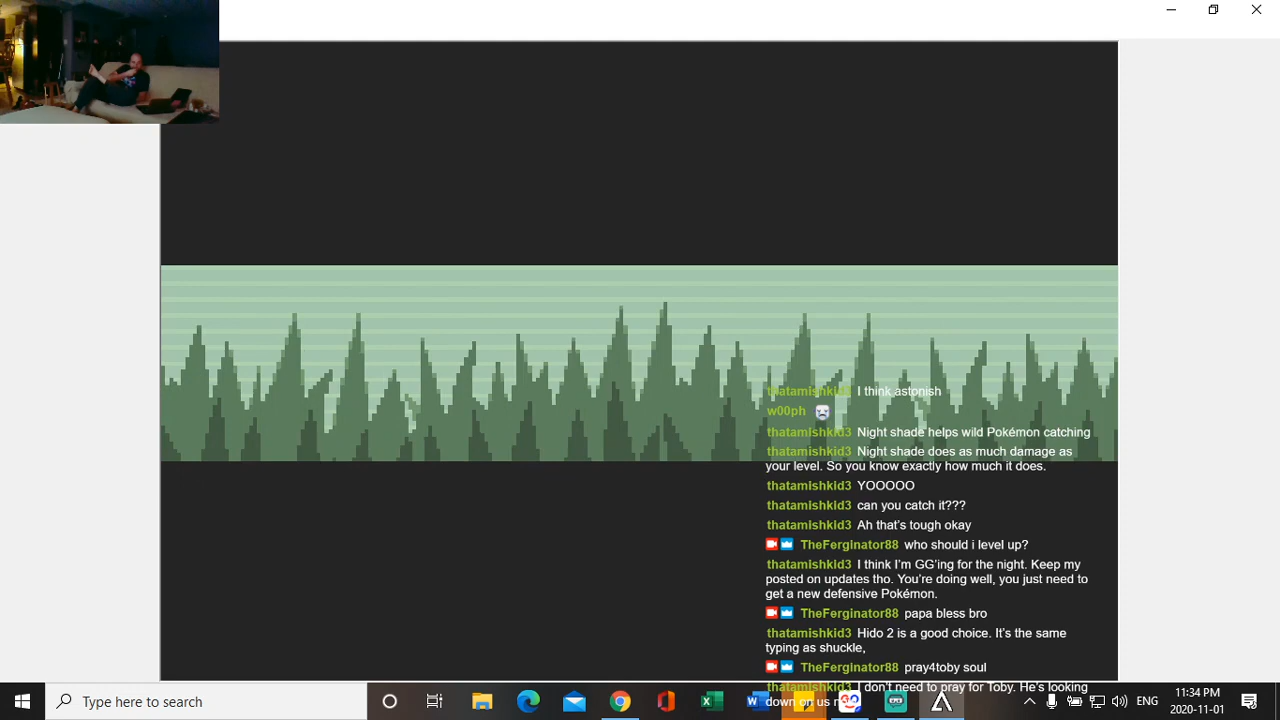 thatamishkid3 I think astonish
w00ph
thatamishkid3 Night shade helps wild Pokémon catching
thatamishkid3 Night shade does as much damage as
your level. So you know exactly how much it does.
thatamishkid3 YOOOOO
thatamishkid3 can you catch it???
thatamishkid3 Ah that's tough okay
TheFerginator88 who should i level up?
thatamishkid3 I think I'm GG'ing for the night. Keep my
posted on updates tho. You're doing well, you just need to
get a new defensive Pokémon.
TheFerginator88 papa bless bro
thatamishkid3 Hido 2 is a good choice. It's the same
typing as shuckle,
TheFerginator88 pray4toby soul
thatamishkid3 I don't need to pray for Toby. He's looking
down on us
Type here to search
ENG
11:34 PM
2020-11-01